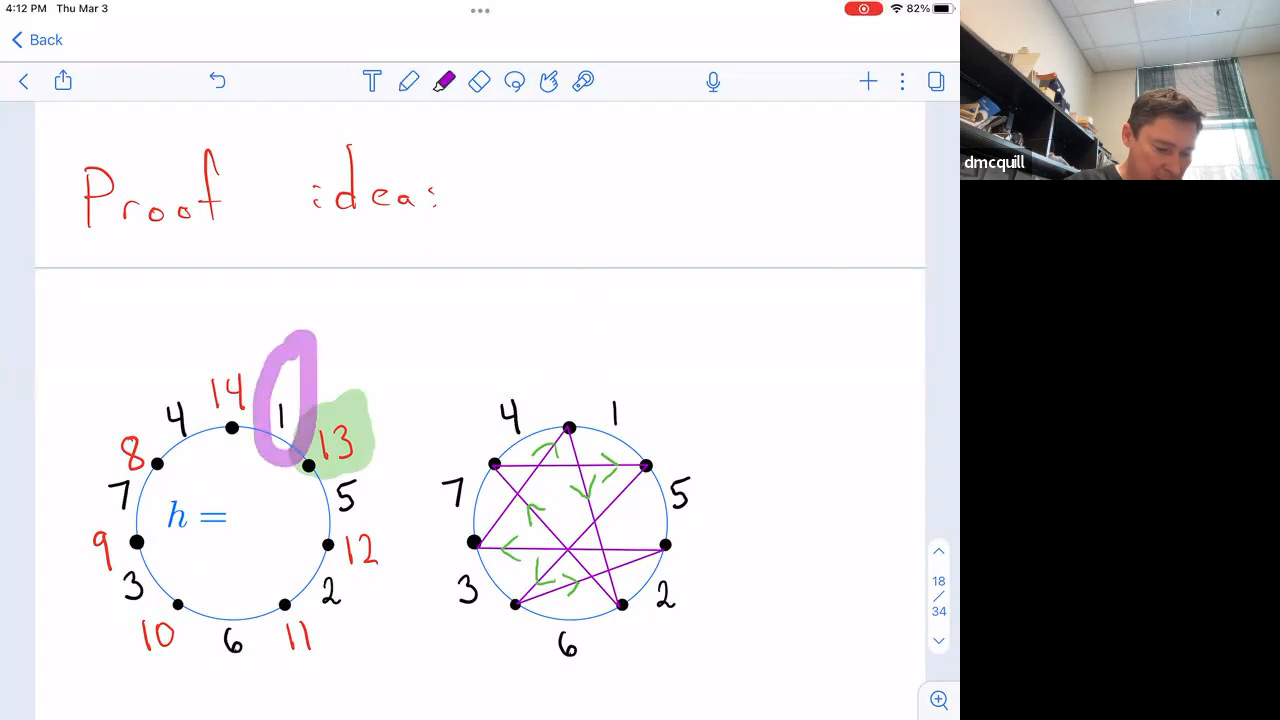 4:12 PM Thu Mar 3
82%
Back
T
dmcquill
Proof idea:
14
4 1
8 13
7 5
h =
9 12
3 2
10 6 11
4 1
7 5
3 2
6
18
/
34